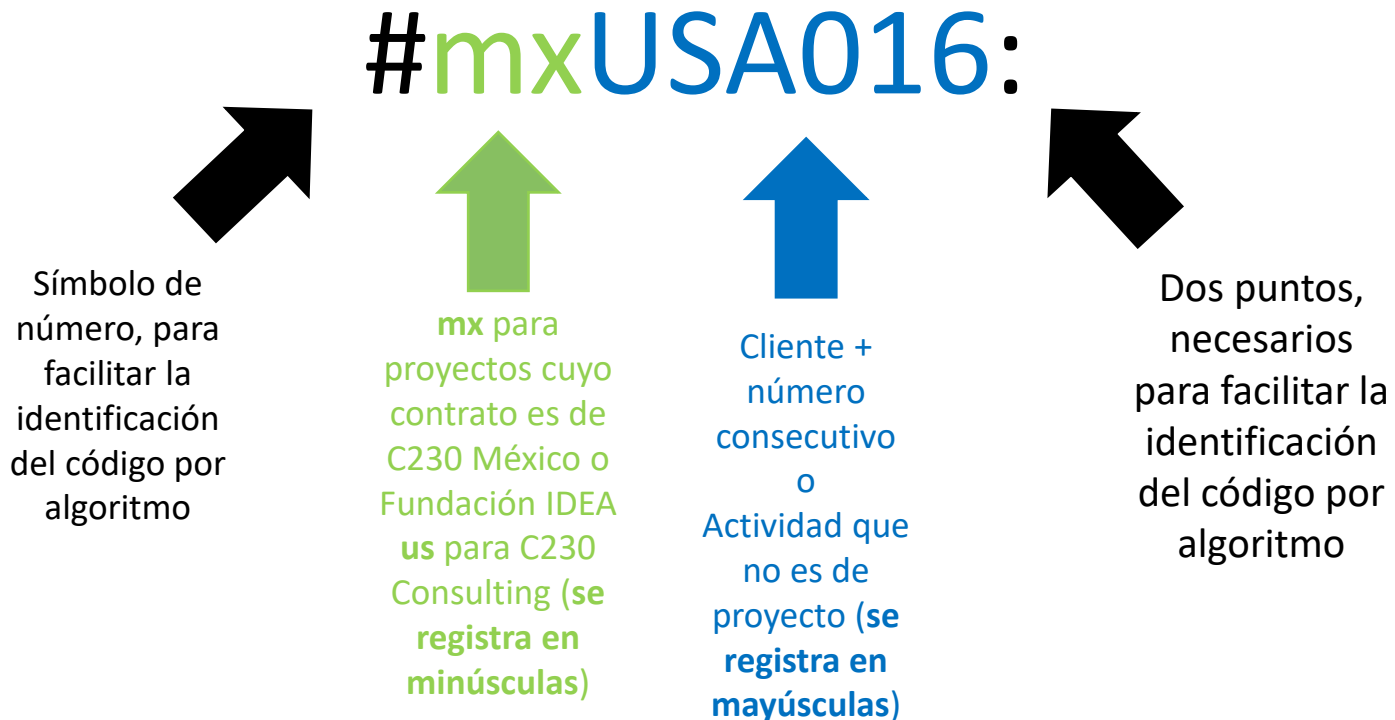 #mxUSA016:
Símbolo de
número, para
facilitar la
identificación
del código por
algoritmo
mx para
proyectos cuyo
contrato es de
C230 México o
Fundación IDEA
us para C230
Consulting (se
registra en
minúsculas)
Cliente +
número
consecutivo
o
Actividad que
no es de
proyecto (se
registra en
mayúsculas)
Dos puntos,
necesarios
para facilitar la
identificación
del código por
algoritmo